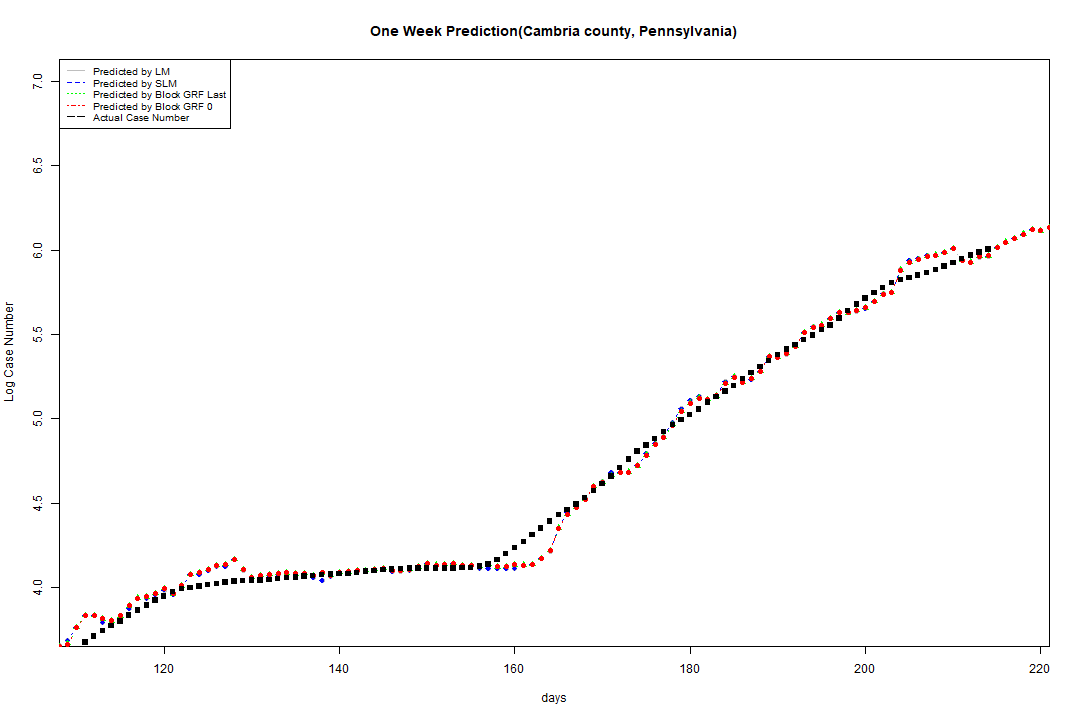 One Week Prediction(Cambria county, Pennsylvania)
Predicted by LM
Predicted by SLM
Predicted by Block GRF Last
Predicted by Block GRF 0
Actual Case Number
7.0
6.5
6.0
5.5
5.0
4.5
4.0
Log Case Number
120 140 160 180 200 220
days